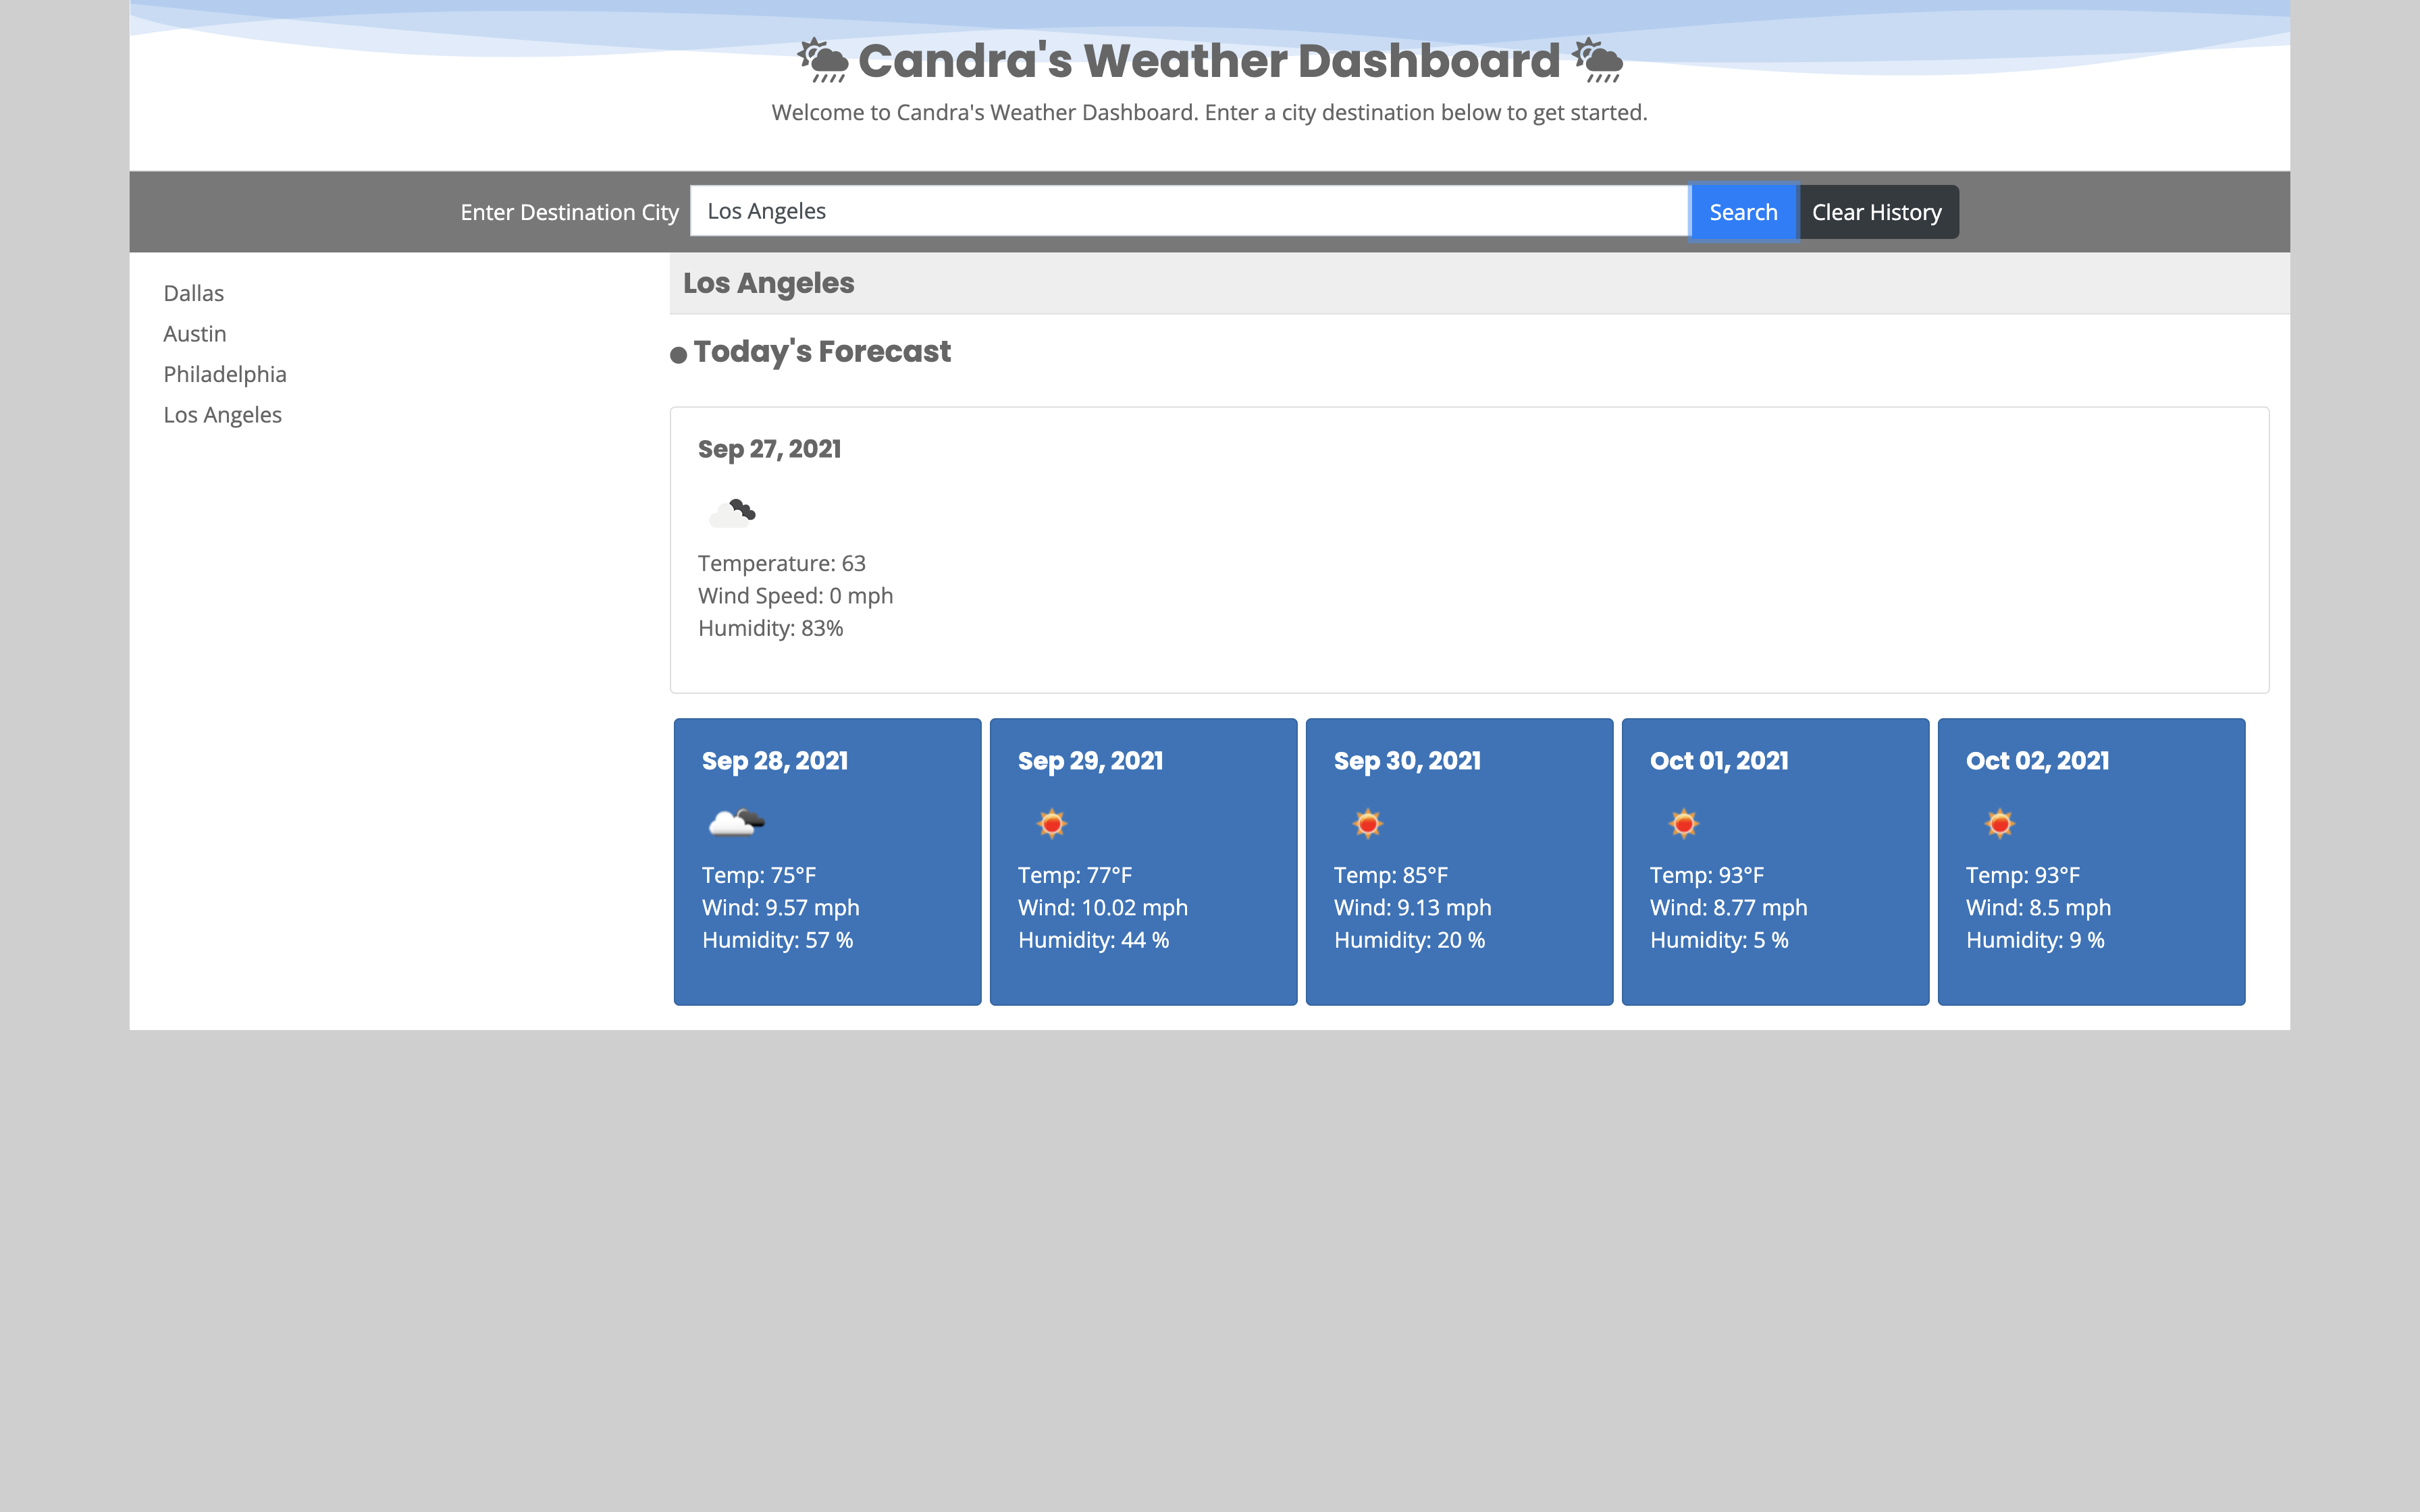 Candra's Weather Dashboard
Welcome to Candra's Weather Dashboard. Enter a city destination below to get started.
Enter Destination City
Los Angeles
Search
Clear History
Dallas
Austin
Philadelphia
Los Angeles
Los Angeles
Today's Forecast
Sep 27, 2021
Temperature: 63
Wind Speed: 0 mph
Humidity: 83%
Sep 28, 2021
Temp: 75°F
Wind: 9.57 mph
Humidity: 57 %
Sep 29, 2021
Temp: 77°F
Wind: 10.02 mph
Humidity: 44 %
Sep 30, 2021
Temp: 85°F
Wind: 9.13 mph
Humidity: 20 %
Oct 01, 2021
Temp: 93°F
Wind: 8.77 mph
Humidity: 5 %
Oct 02, 2021
Temp: 93°F
Wind: 8.5 mph
Humidity: 9 %